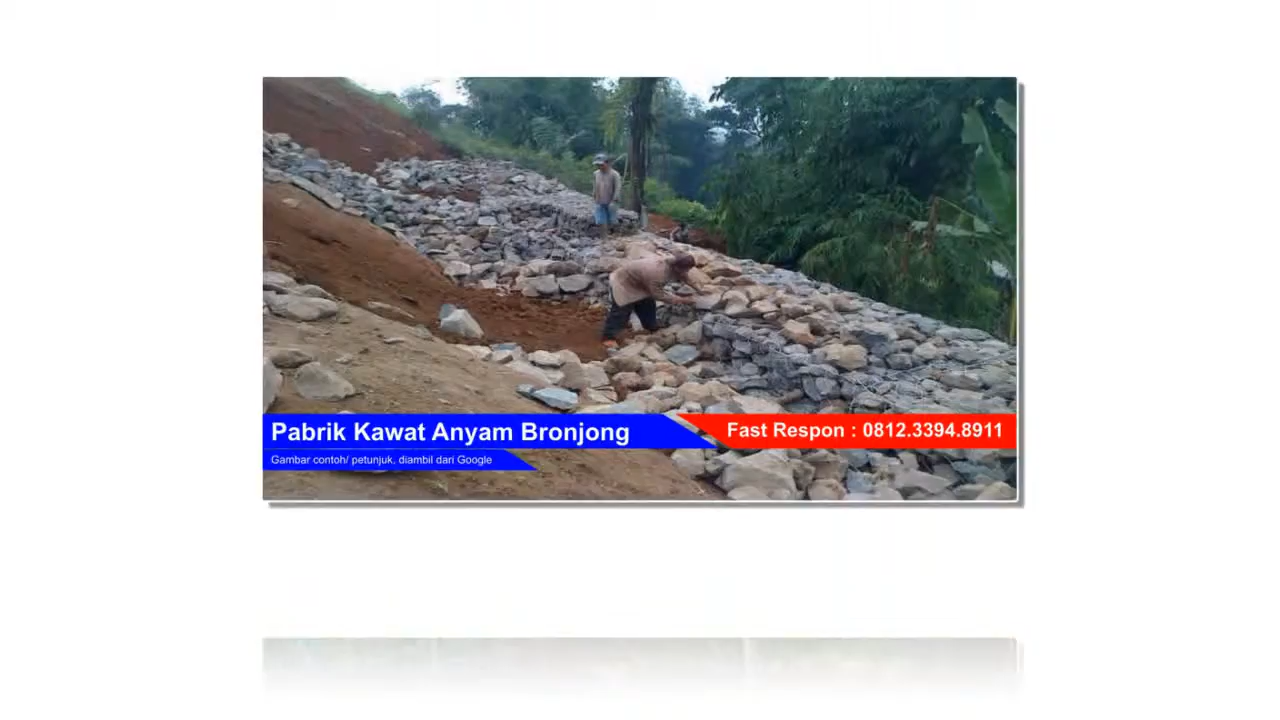 Pabrik Kawat Anyam Bronjong
Fast Respon : 0812.3394.8911
Gambar contoh/ petunjuk. diambil dari Google